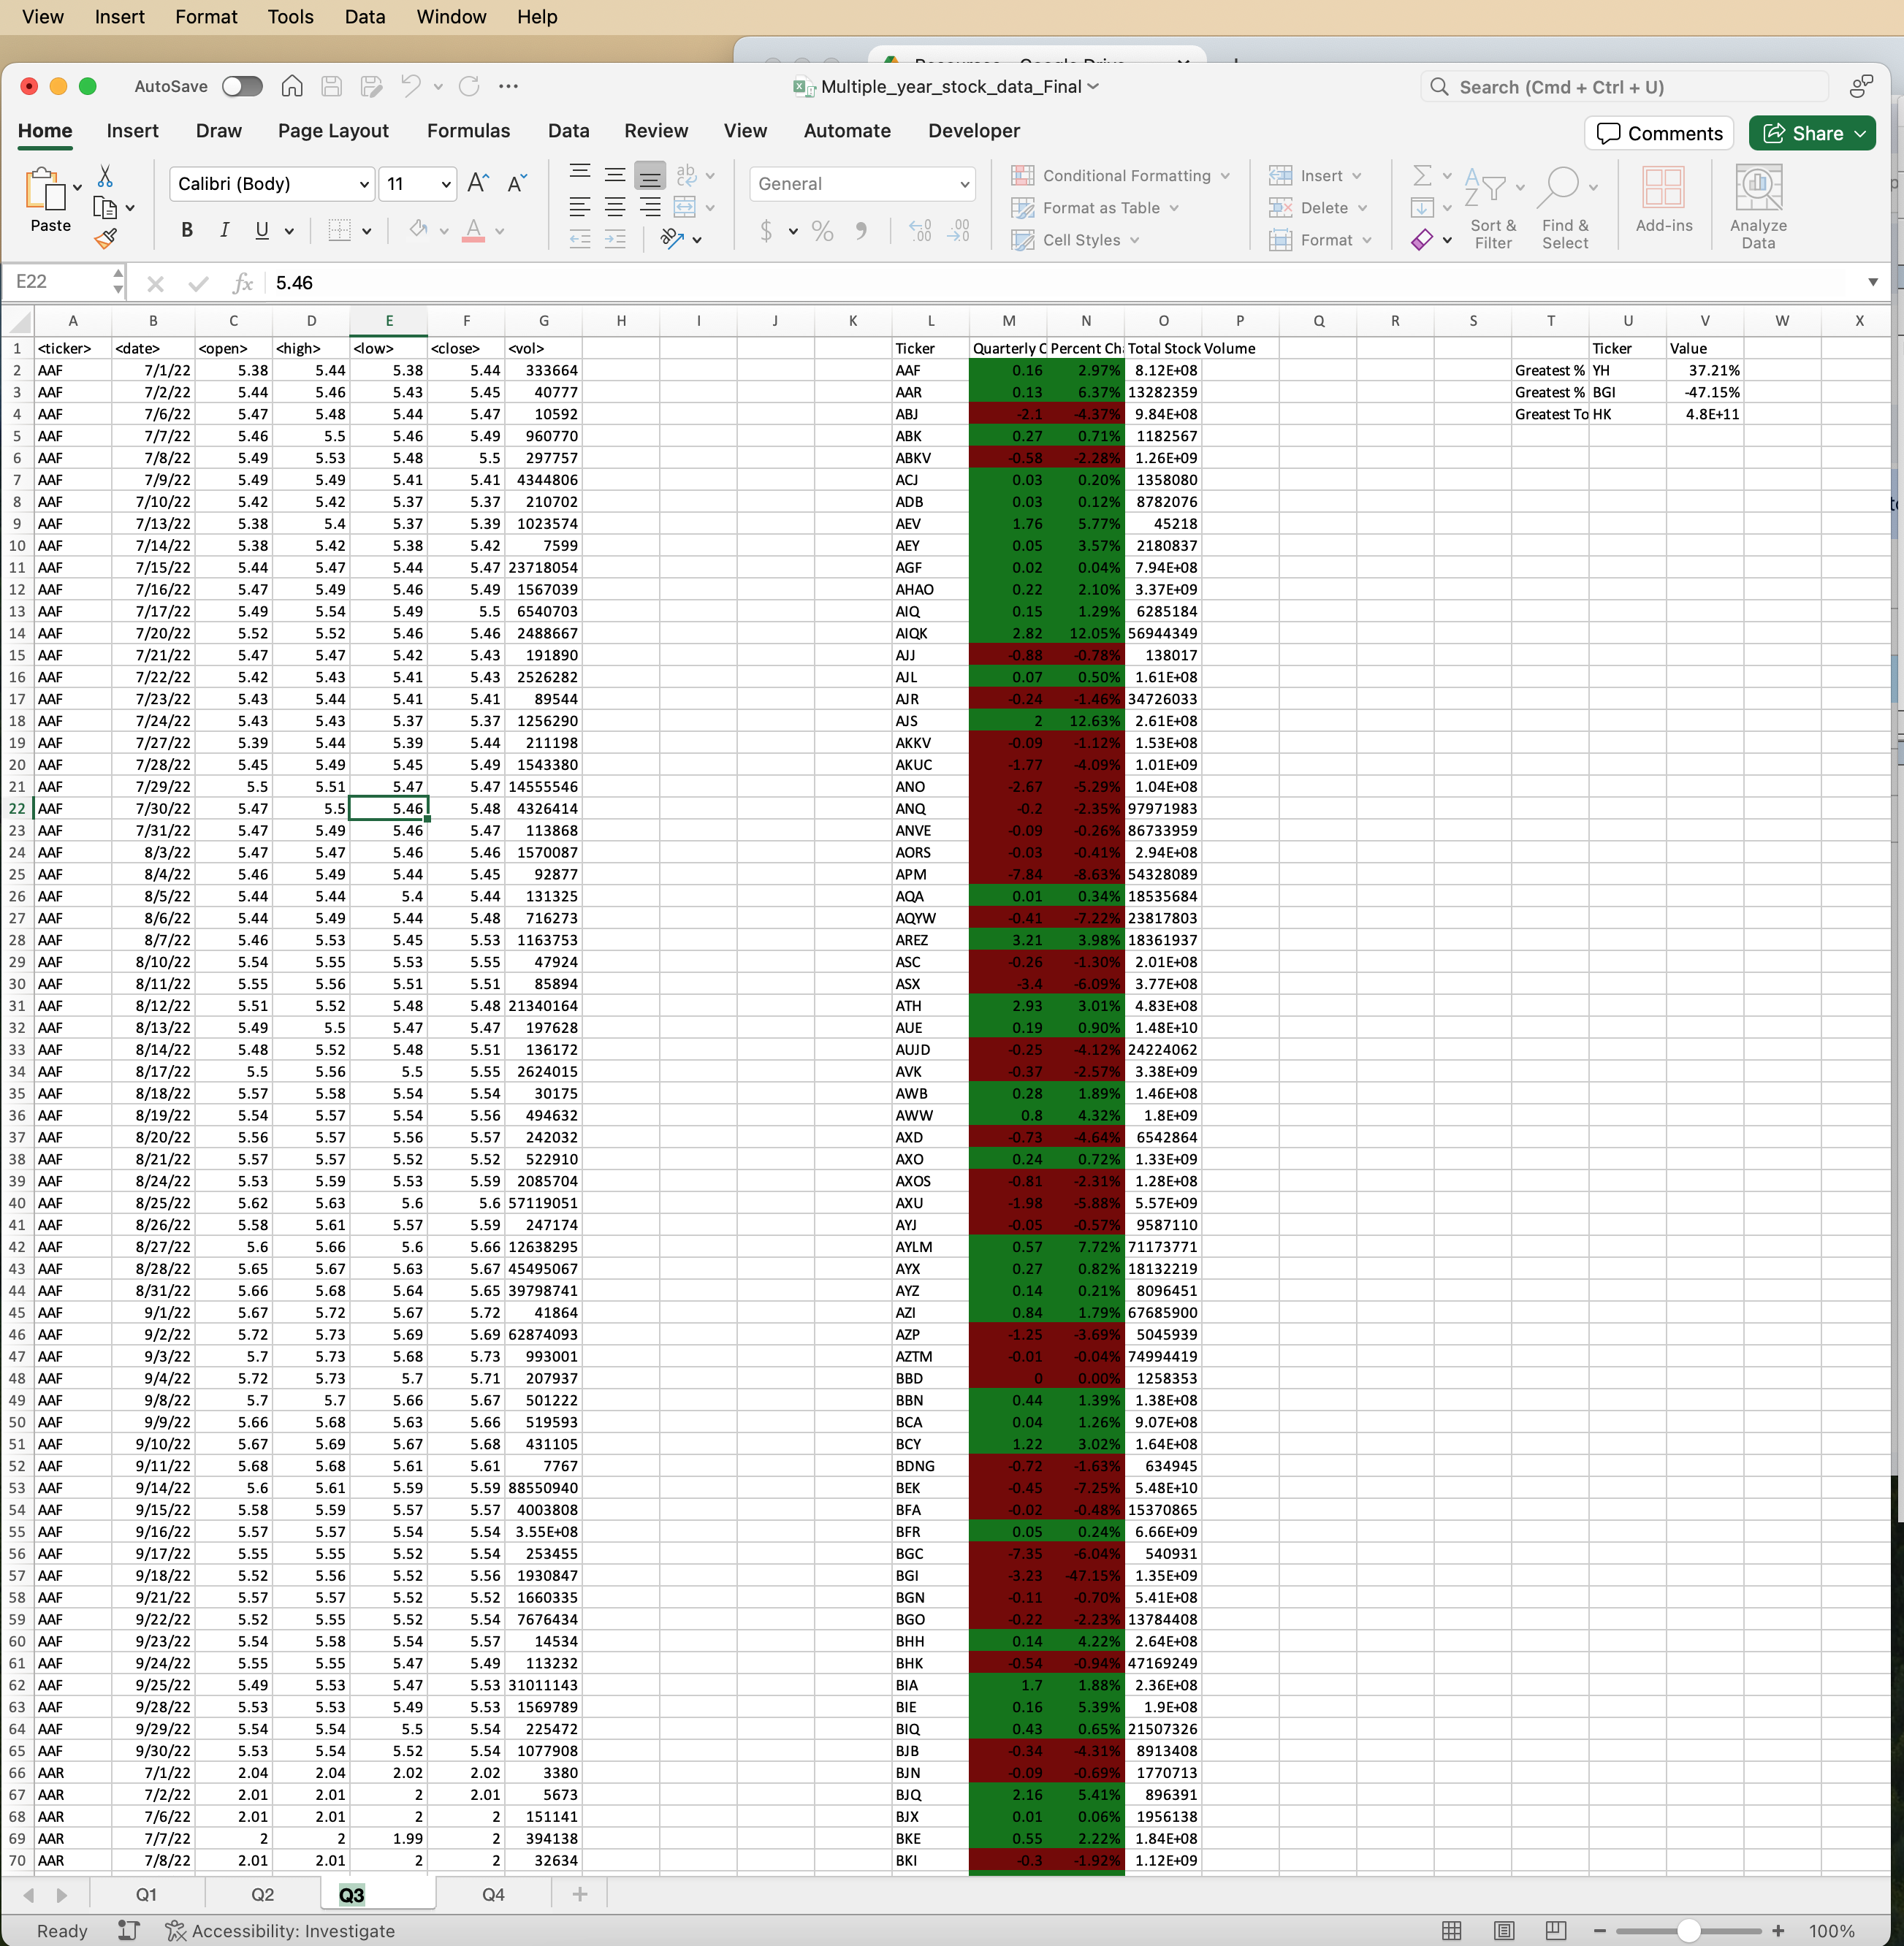 View Insert Format Tools Data Window Help
AutoSave Multiple_year_stock_data_Final Search (Cmd + Ctrl + U)
Home Insert Draw Page Layout Formulas Data Review View Automate Developer Comments Share
Paste Calibri (Body) 11 General Conditional Formatting Format as Table Cell Styles Insert Delete Format Sort & Filter Find & Select Add-ins Analyze Data
E22 fx 5.46
A B C D E F G H I J K L M N O P Q R S T U V W X
1 <ticker> <date> <open> <high> <low> <close> <vol> Ticker Quarterly C Percent Ch Total Stock Volume Ticker Value
2 AAF 7/1/22 5.38 5.44 5.38 5.44 333664 AAF 0.16 2.97% 8.12E+08 Greatest % YH 37.21%
3 AAF 7/2/22 5.44 5.46 5.43 5.45 40777 AAR 0.13 6.37% 13282359 Greatest % BGI -47.15%
4 AAF 7/6/22 5.47 5.48 5.44 5.47 10592 ABJ -2.1 -4.37% 9.84E+08 Greatest To HK 4.8E+11
5 AAF 7/7/22 5.46 5.5 5.46 5.49 960770 ABK 0.27 0.71% 1182567
6 AAF 7/8/22 5.49 5.53 5.48 5.5 297757 ABKV -0.58 -2.28% 1.26E+09
7 AAF 7/9/22 5.49 5.49 5.41 5.41 4344806 ACJ 0.03 0.20% 1358080
8 AAF 7/10/22 5.42 5.42 5.37 5.37 210702 ADB 0.03 0.12% 8782076
9 AAF 7/13/22 5.38 5.4 5.37 5.39 1023574 AEV 1.76 5.77% 45218
10 AAF 7/14/22 5.38 5.42 5.38 5.42 7599 AEY 0.05 3.57% 2180837
11 AAF 7/15/22 5.44 5.47 5.44 5.47 23718054 AGF 0.02 0.04% 7.94E+08
12 AAF 7/16/22 5.47 5.49 5.46 5.49 1567039 AHAO 0.22 2.10% 3.37E+09
13 AAF 7/17/22 5.49 5.54 5.49 5.5 6540703 AIQ 0.15 1.29% 6285184
14 AAF 7/20/22 5.52 5.52 5.46 5.46 2488667 AIQK 2.82 12.05% 56944349
15 AAF 7/21/22 5.47 5.47 5.42 5.43 191890 AJJ -0.88 -0.78% 138017
16 AAF 7/22/22 5.42 5.43 5.41 5.43 2526282 AJL 0.07 0.50% 1.61E+08
17 AAF 7/23/22 5.43 5.44 5.41 5.41 89544 AJR -0.24 -1.46% 34726033
18 AAF 7/24/22 5.43 5.43 5.37 5.37 1256290 AJS 2 12.63% 2.61E+08
19 AAF 7/27/22 5.39 5.44 5.39 5.44 211198 AKKV -0.09 -1.12% 1.53E+08
20 AAF 7/28/22 5.45 5.49 5.45 5.49 1543380 AKUC -1.77 -4.09% 1.01E+09
21 AAF 7/29/22 5.5 5.51 5.47 5.47 14555546 ANO -2.67 -5.29% 1.04E+08
22 AAF 7/30/22 5.47 5.5 5.46 5.48 4326414 ANQ -0.2 -2.35% 97971983
23 AAF 7/31/22 5.47 5.49 5.46 5.47 113868 ANVE -0.09 -0.26% 86733959
24 AAF 8/3/22 5.47 5.47 5.46 5.46 1570087 AORS -0.03 -0.41% 2.94E+08
25 AAF 8/4/22 5.46 5.49 5.44 5.45 92877 APM -7.84 -8.63% 54328089
26 AAF 8/5/22 5.44 5.44 5.4 5.44 131325 AQA 0.01 0.34% 18535684
27 AAF 8/6/22 5.44 5.49 5.44 5.48 716273 AQYW -0.41 -7.22% 23817803
28 AAF 8/7/22 5.46 5.53 5.45 5.53 1163753 AREZ 3.21 3.98% 18361937
29 AAF 8/10/22 5.54 5.55 5.53 5.55 47924 ASC -0.26 -1.30% 2.01E+08
30 AAF 8/11/22 5.55 5.56 5.51 5.51 85894 ASX -3.4 -6.09% 3.77E+08
31 AAF 8/12/22 5.51 5.52 5.48 5.48 21340164 ATH 2.93 3.01% 4.83E+08
32 AAF 8/13/22 5.49 5.5 5.47 5.47 197628 AUE 0.19 0.90% 1.48E+10
33 AAF 8/14/22 5.48 5.52 5.48 5.51 136172 AUJD -0.25 -4.12% 24224062
34 AAF 8/17/22 5.5 5.56 5.5 5.55 2624015 AVK -0.37 -2.57% 3.38E+09
35 AAF 8/18/22 5.57 5.58 5.54 5.54 30175 AWB 0.28 1.89% 1.46E+08
36 AAF 8/19/22 5.54 5.57 5.54 5.56 494632 AWW 0.8 4.32% 1.8E+09
37 AAF 8/20/22 5.56 5.57 5.56 5.57 242032 AXD -0.73 -4.64% 6542864
38 AAF 8/21/22 5.57 5.57 5.52 5.52 522910 AXO 0.24 0.72% 1.33E+09
39 AAF 8/24/22 5.53 5.59 5.53 5.59 2085704 AXOS -0.81 -2.31% 1.28E+08
40 AAF 8/25/22 5.62 5.63 5.6 5.6 57119051 AXU -1.98 -5.88% 5.57E+09
41 AAF 8/26/22 5.58 5.61 5.57 5.59 247174 AYJ -0.05 -0.57% 9587110
42 AAF 8/27/22 5.6 5.66 5.6 5.66 12638295 AYLM 0.57 7.72% 71173771
43 AAF 8/28/22 5.65 5.67 5.63 5.67 45495067 AYX 0.27 0.82% 18132219
44 AAF 8/31/22 5.66 5.68 5.64 5.65 39798741 AYZ 0.14 0.21% 8096451
45 AAF 9/1/22 5.67 5.72 5.67 5.72 41864 AZI 0.84 1.79% 67685900
46 AAF 9/2/22 5.72 5.73 5.69 5.69 62874093 AZP -1.25 -3.69% 5045939
47 AAF 9/3/22 5.7 5.73 5.68 5.73 993001 AZTM -0.01 -0.04% 74994419
48 AAF 9/4/22 5.72 5.73 5.7 5.71 207937 BBD 0 0.00% 1258353
49 AAF 9/8/22 5.7 5.7 5.66 5.67 501222 BBN 0.44 1.39% 1.38E+08
50 AAF 9/9/22 5.66 5.68 5.63 5.66 519593 BCA 0.04 1.26% 9.07E+08
51 AAF 9/10/22 5.67 5.69 5.67 5.68 431105 BCY 1.22 3.02% 1.64E+08
52 AAF 9/11/22 5.68 5.68 5.61 5.61 7767 BDNG -0.72 -1.63% 634945
53 AAF 9/14/22 5.6 5.61 5.59 5.59 88550940 BEK -0.45 -7.25% 5.48E+10
54 AAF 9/15/22 5.58 5.59 5.57 5.57 4003808 BFA -0.02 -0.48% 15370865
55 AAF 9/16/22 5.57 5.57 5.54 5.54 3.55E+08 BFR 0.05 0.24% 6.66E+09
56 AAF 9/17/22 5.55 5.55 5.52 5.54 253455 BGC -7.35 -6.04% 540931
57 AAF 9/18/22 5.52 5.56 5.52 5.56 1930847 BGI -3.23 -47.15% 1.35E+09
58 AAF 9/21/22 5.57 5.57 5.52 5.52 1660335 BGN -0.11 -0.70% 5.41E+08
59 AAF 9/22/22 5.52 5.55 5.52 5.54 7676434 BGO -0.22 -2.23% 13784408
60 AAF 9/23/22 5.54 5.58 5.54 5.57 14534 BHH 0.14 4.22% 2.64E+08
61 AAF 9/24/22 5.55 5.55 5.47 5.49 113232 BHK -0.54 -0.94% 47169249
62 AAF 9/25/22 5.49 5.53 5.47 5.53 31011143 BIA 1.7 1.88% 2.36E+08
63 AAF 9/28/22 5.53 5.53 5.49 5.53 1569789 BIE 0.16 5.39% 1.9E+08
64 AAF 9/29/22 5.54 5.54 5.5 5.54 225472 BIQ 0.43 0.65% 21507326
65 AAF 9/30/22 5.53 5.54 5.52 5.54 1077908 BJB -0.34 -4.31% 8913408
66 AAR 7/1/22 2.04 2.04 2.02 2.02 3380 BJN -0.09 -0.69% 1770713
67 AAR 7/2/22 2.01 2.01 2 2.01 5673 BJQ 2.16 5.41% 896391
68 AAR 7/6/22 2.01 2.01 2 2 151141 BJX 0.01 0.06% 1956138
69 AAR 7/7/22 2 2 1.99 2 394138 BKE 0.55 2.22% 1.84E+08
70 AAR 7/8/22 2.01 2.01 2 2 32634 BKI -0.3 -1.92% 1.12E+09
Q1 Q2 Q3 Q4
Ready Accessibility: Investigate 100%